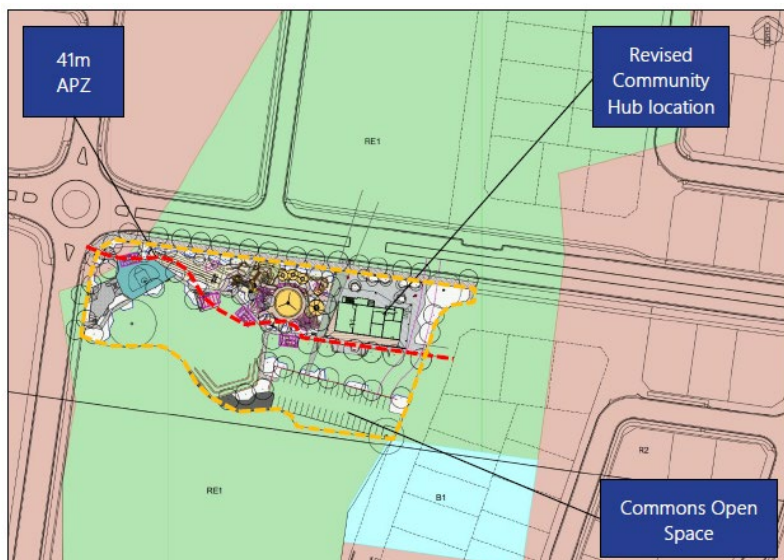 41m
APZ
Revised
Community
Hub location
RE1
R2
B1
RE1
Commons Open
Space